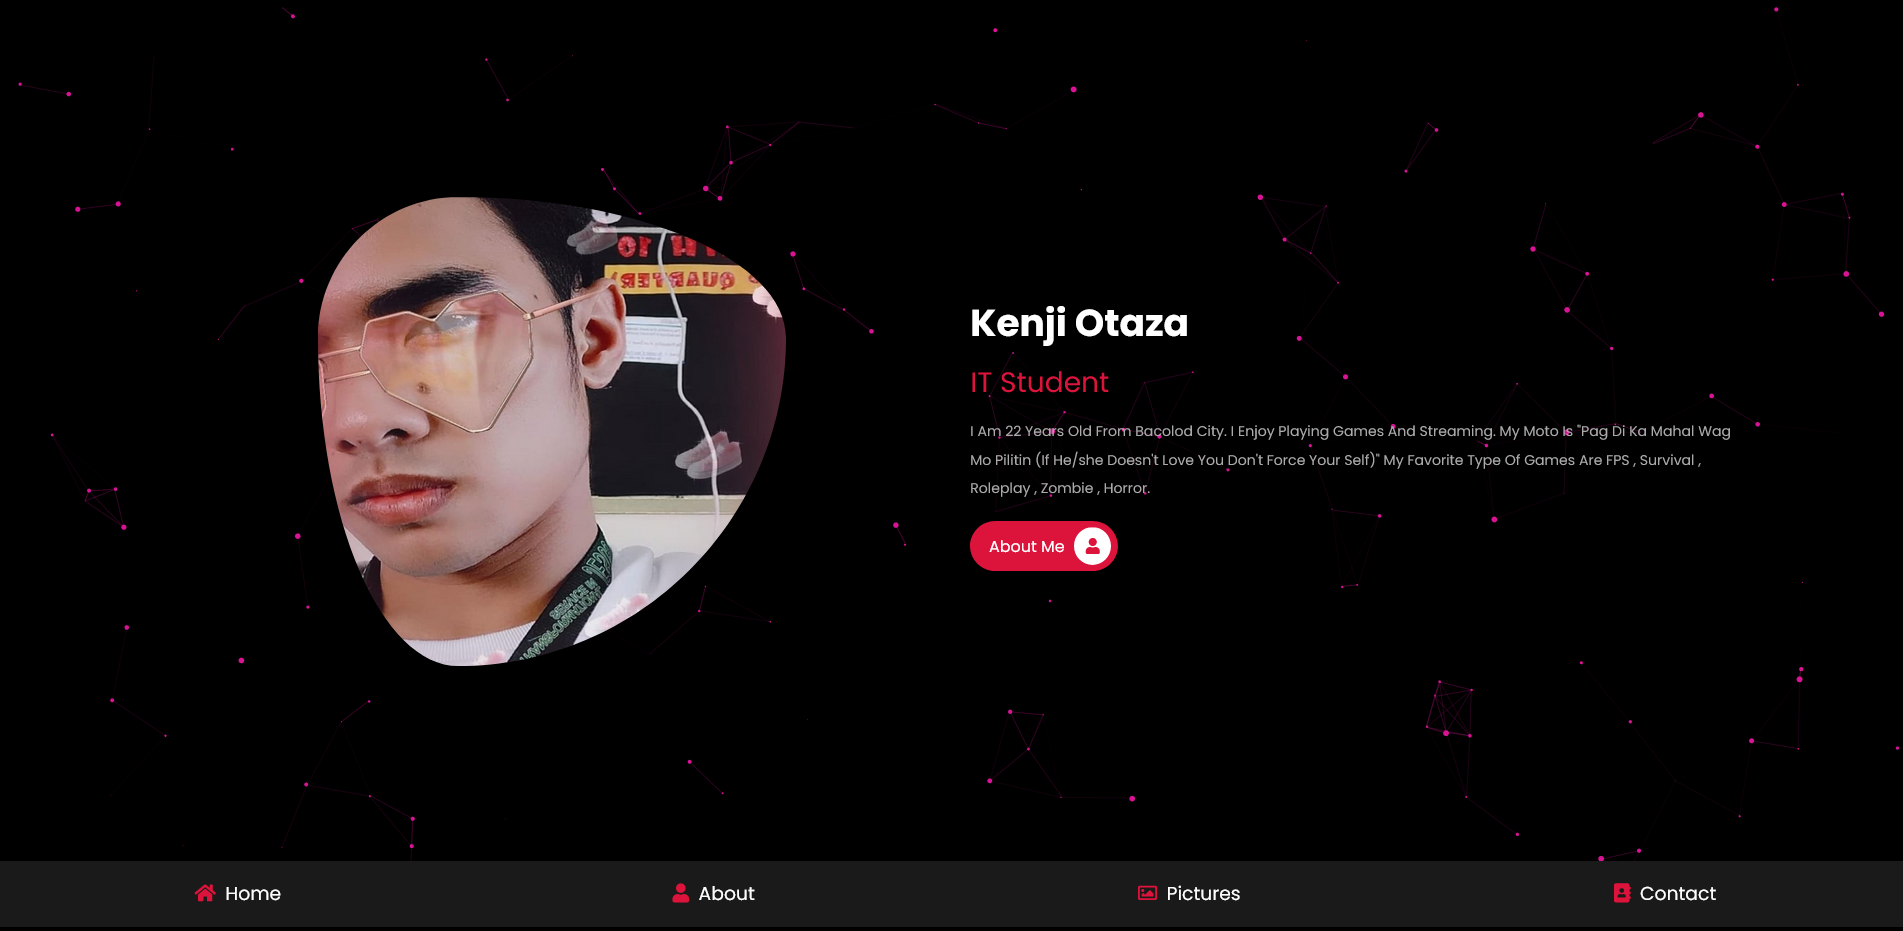 QUARTER
Kenji Otaza
IT Student
I Am 22 Years Old From Bacolod City. I Enjoy Playing Games And Streaming. My Moto Is "Pag Di Ka Mahal Wag
Mo Pilitin (If He/she Doesn't Love You Don't Force Your Self)" My Favorite Type Of Games Are FPS , Survival ,
Roleplay , Zombie , Horror.
About Me
Home
About
Pictures
Contact